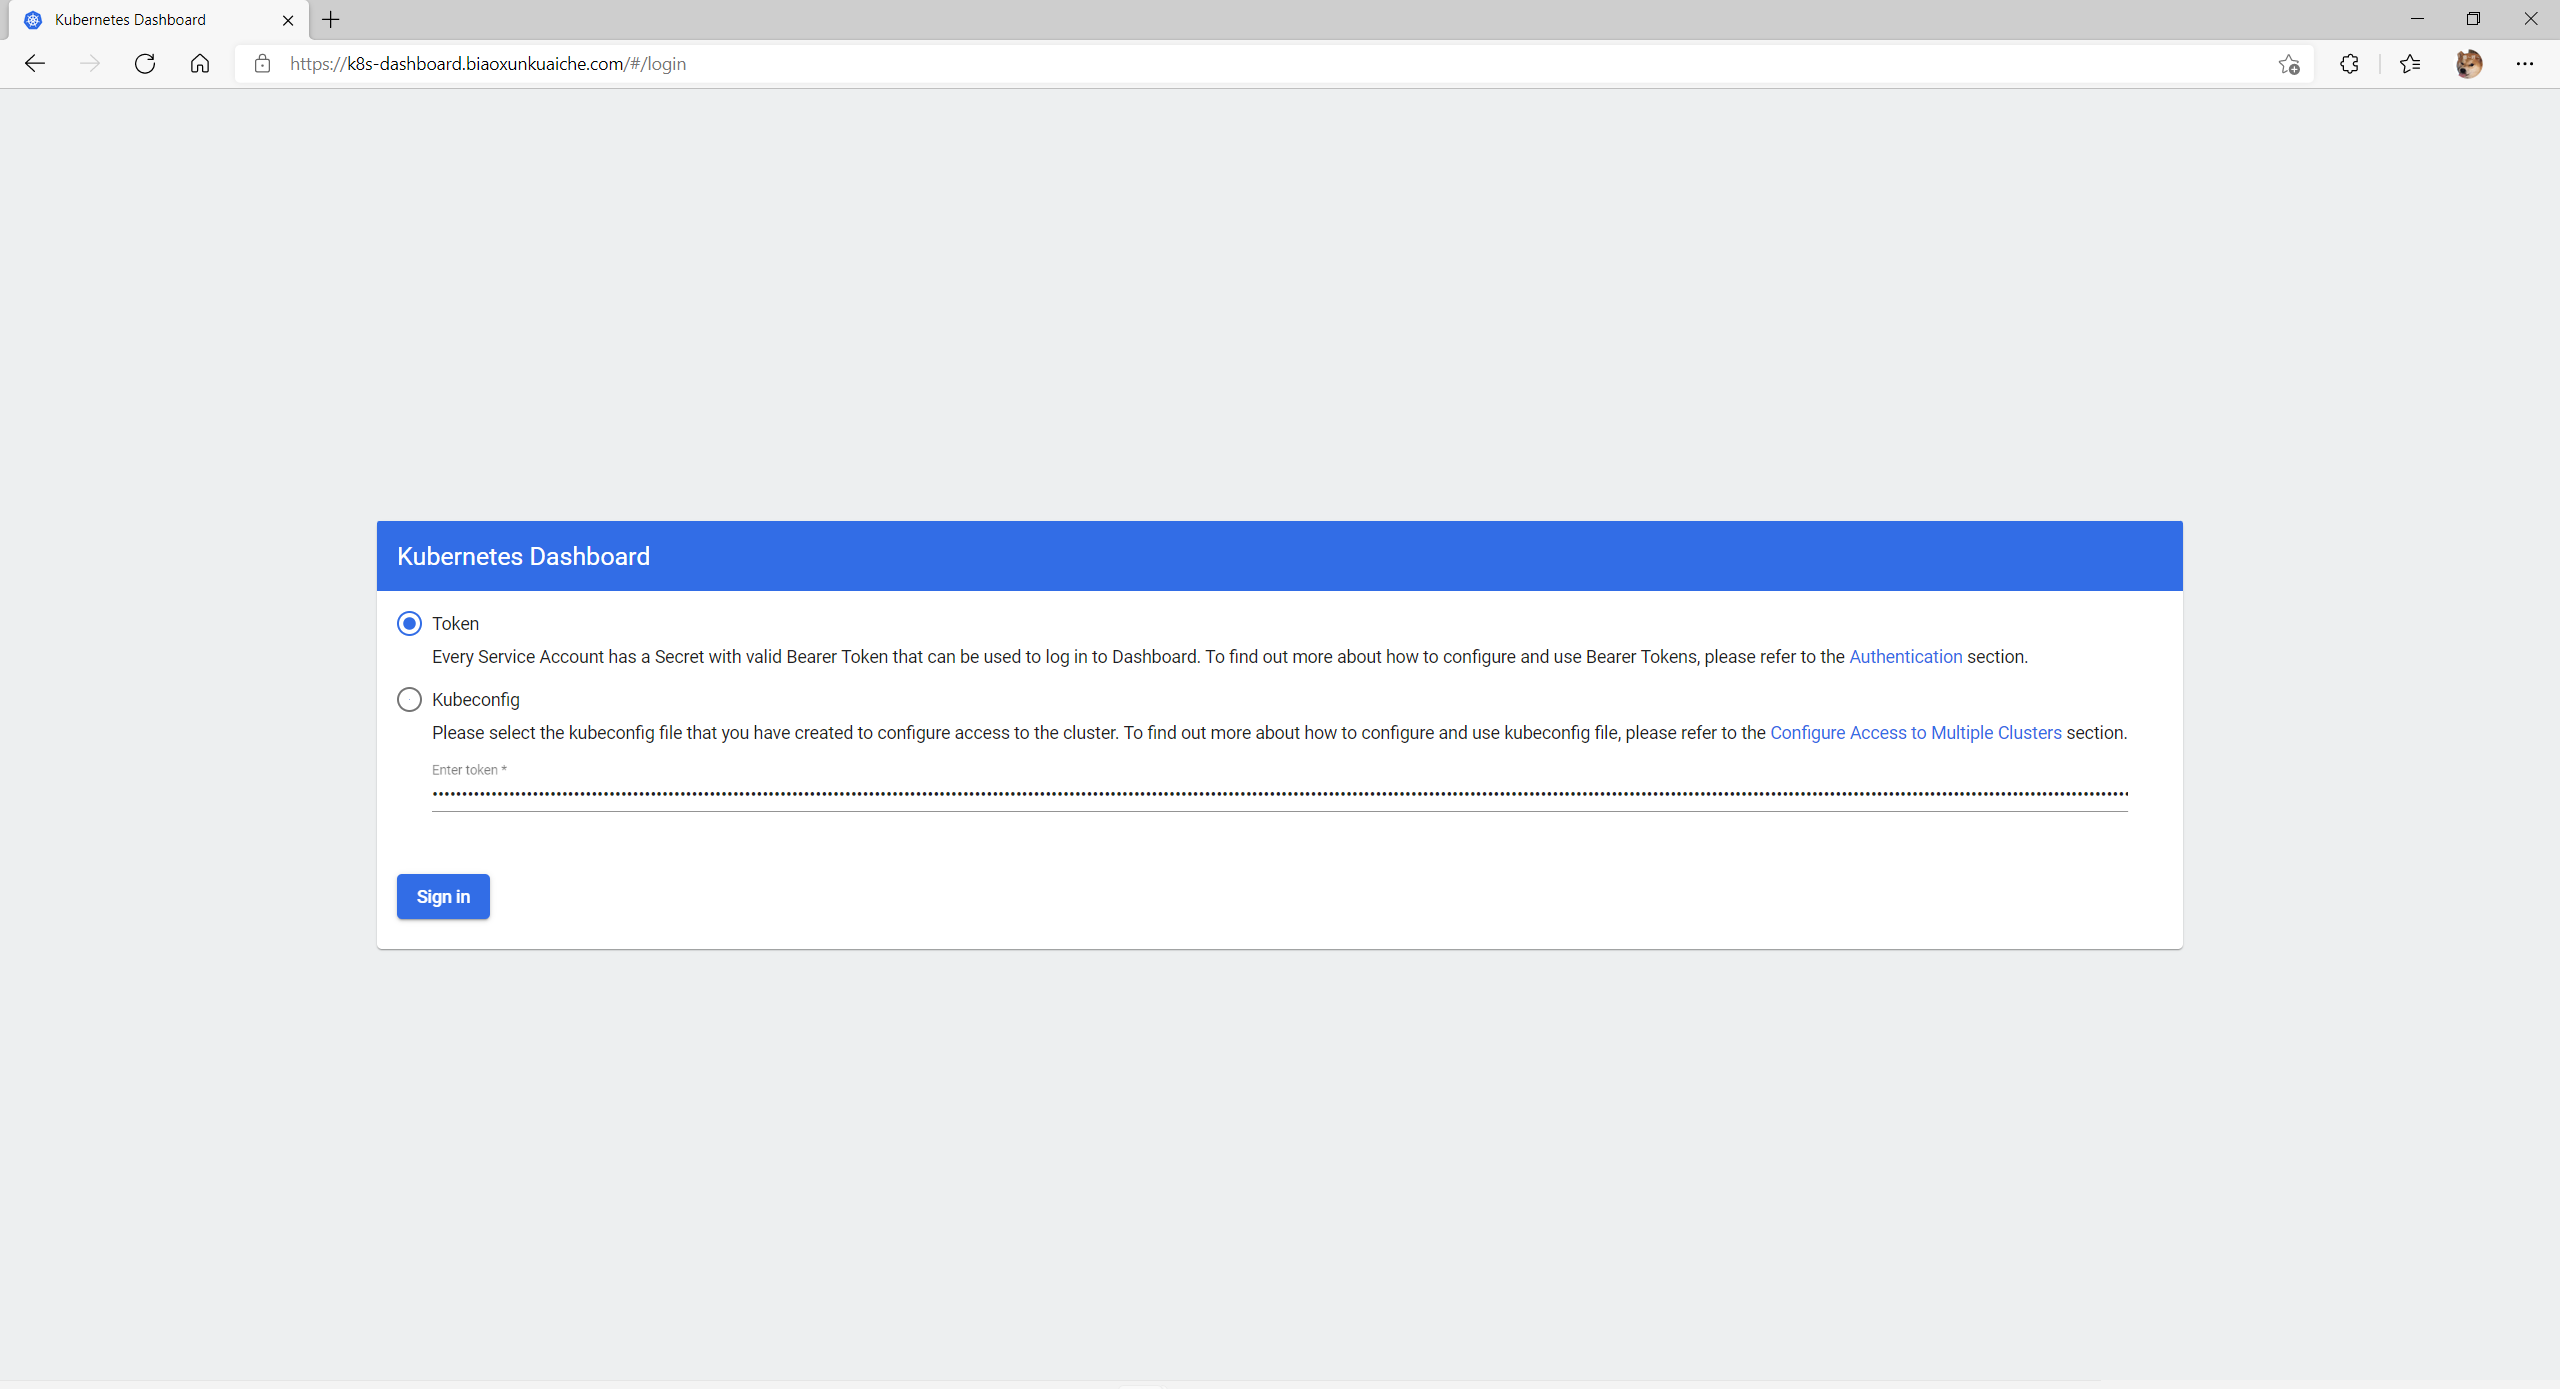 Kubernetes Dashboard
https://k8s-dashboard.biaoxunkuaiche.com/#/login
Kubernetes Dashboard
Token
Every Service Account has a Secret with valid Bearer Token that can be used to log in to Dashboard. To find out more about how to configure and use Bearer Tokens, please refer to the Authentication section.
Kubeconfig
Please select the kubeconfig file that you have created to configure access to the cluster. To find out more about how to configure and use kubeconfig file, please refer to the Configure Access to Multiple Clusters section.
Enter token *
Sign in